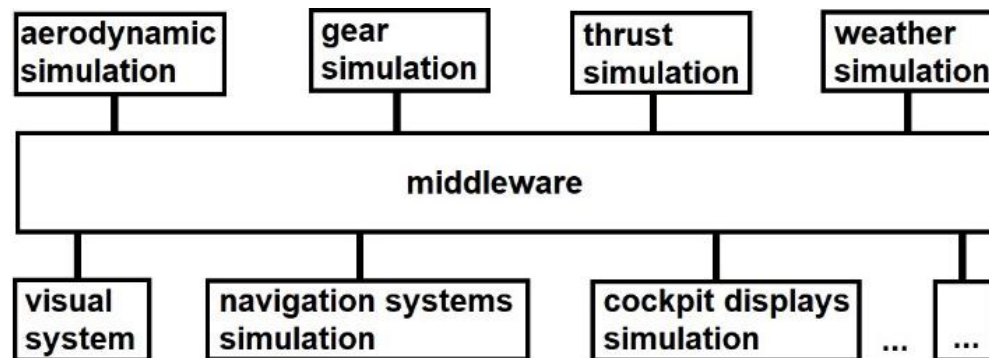 aerodynamic
simulation
gear
simulation
thrust
simulation
weather
simulation
middleware
visual
system
navigation systems
simulation
cockpit displays
simulation
...
...